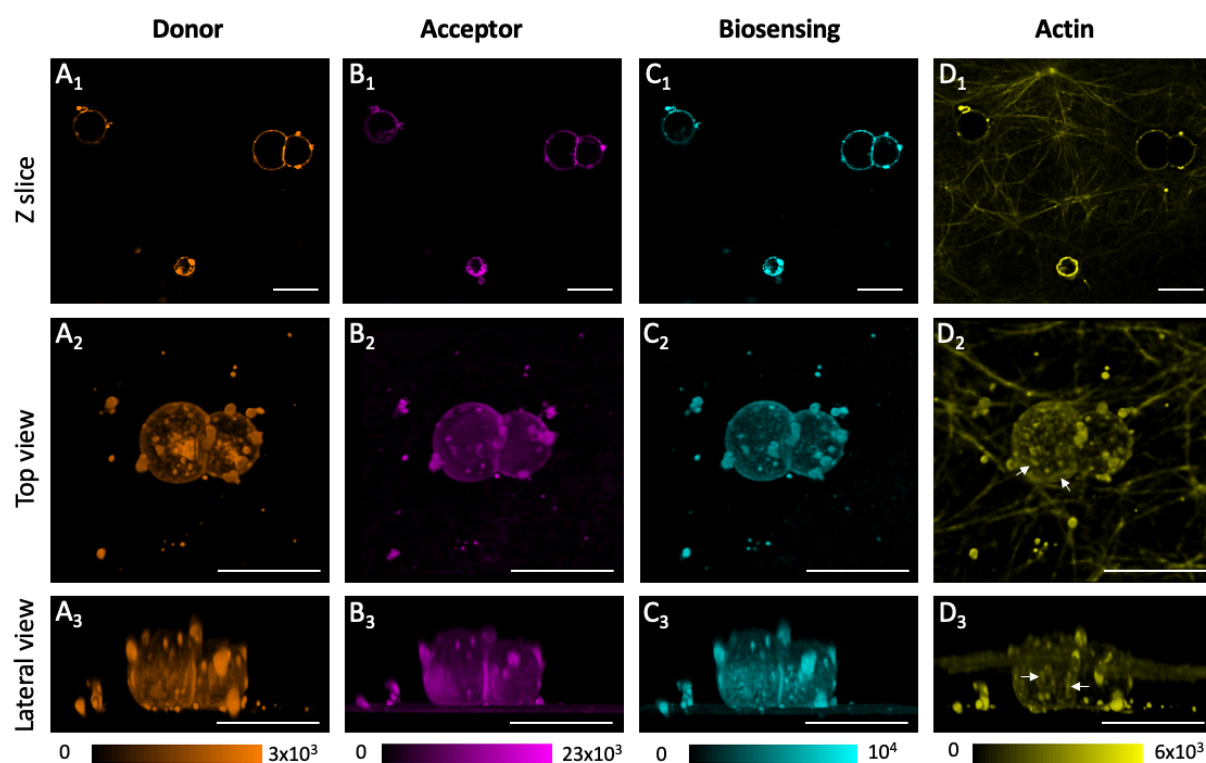 Donor Acceptor Biosensing Actin
Z slice
A₁ B₁ C₁ D₁
Top view
A₂ B₂ C₂ D₂
Lateral view
A₃ B₃ C₃ D₃
0 3x10³ 0 23x10³ 0 10⁴ 0 6x10³